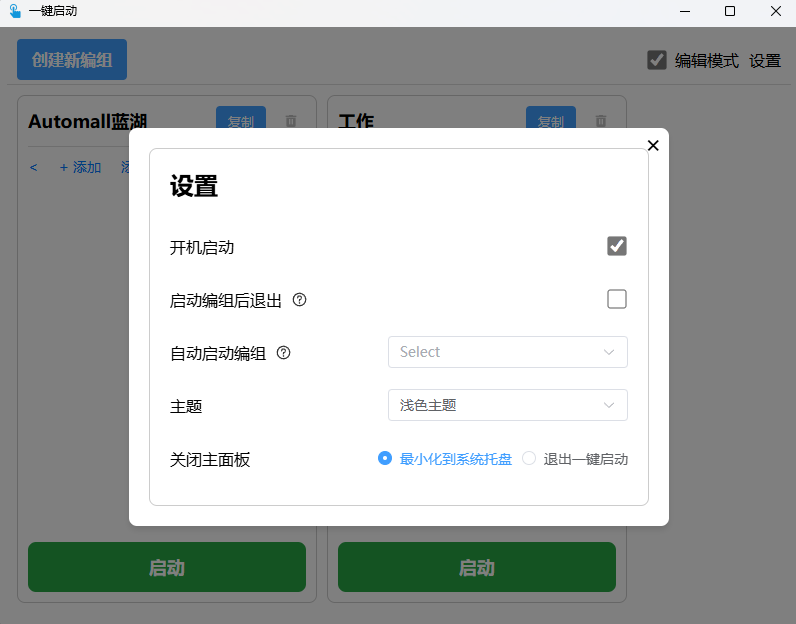 一键启动
创建新编组
编辑模式 设置
Automall蓝湖 复制
工作 复制
< + 添加
设置
开机启动
启动编组后退出
自动启动编组 Select
主题 浅色主题
关闭主面板 最小化到系统托盘 退出一键启动
启动 启动